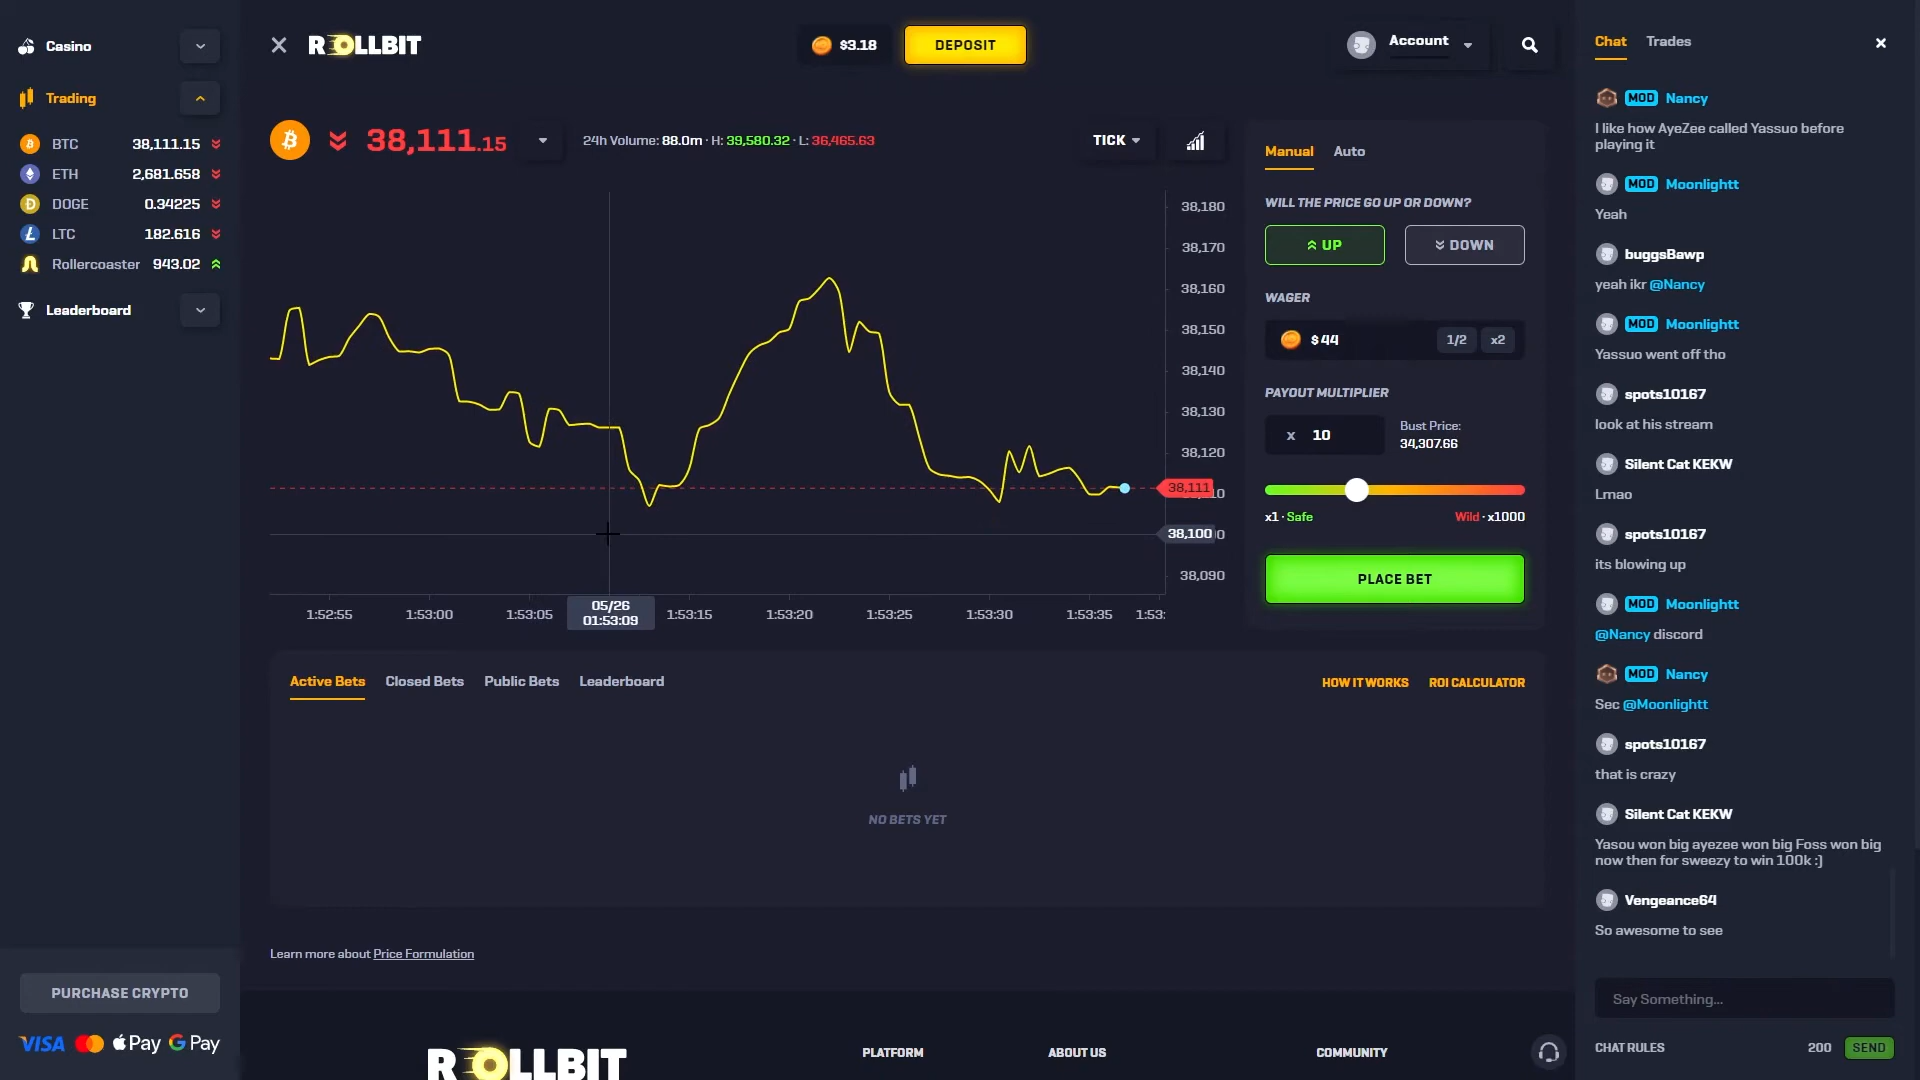 Casino
Trading
BTC 38,111.15
ETH 2,681.658
DOGE 0.34225
LTC 182.616
Rollercoaster 943.02
Leaderboard
PURCHASE CRYPTO
VISA Pay G Pay
ROLLBIT
$3.18
DEPOSIT
Account
38,111.15
24h Volume: 88.0m · H: 39,580.32 · L: 36,465.63
TICK
38,180
38,170
38,160
38,150
38,140
38,130
38,120
38,111
38,100
38,090
1:52:55 1:53:00 1:53:05 1:53:15 1:53:20 1:53:25 1:53:30 1:53:35 1:53:
05/26
01:53:09
Manual Auto
WILL THE PRICE GO UP OR DOWN?
UP DOWN
WAGER
$ 44 1/2 x2
PAYOUT MULTIPLIER
x 10
Bust Price:
34,307.66
x1 · Safe Wild · x1000
PLACE BET
Active Bets Closed Bets Public Bets Leaderboard
HOW IT WORKS ROI CALCULATOR
NO BETS YET
Learn more about Price Formulation
ROLLBIT
PLATFORM ABOUT US COMMUNITY
Chat Trades
MOD Nancy
I like how AyeZee called Yassuo before
playing it
MOD Moonlightt
Yeah
buggsBawp
yeah ikr @Nancy
MOD Moonlightt
Yassuo went off tho
spots10167
look at his stream
Silent Cat KEKW
Lmao
spots10167
its blowing up
MOD Moonlightt
@Nancy discord
MOD Nancy
Sec @Moonlightt
spots10167
that is crazy
Silent Cat KEKW
Yasou won big ayezee won big Foss won big
now then for sweezy to win 100k :)
Vengeance64
So awesome to see
Say Something...
CHAT RULES 200 SEND